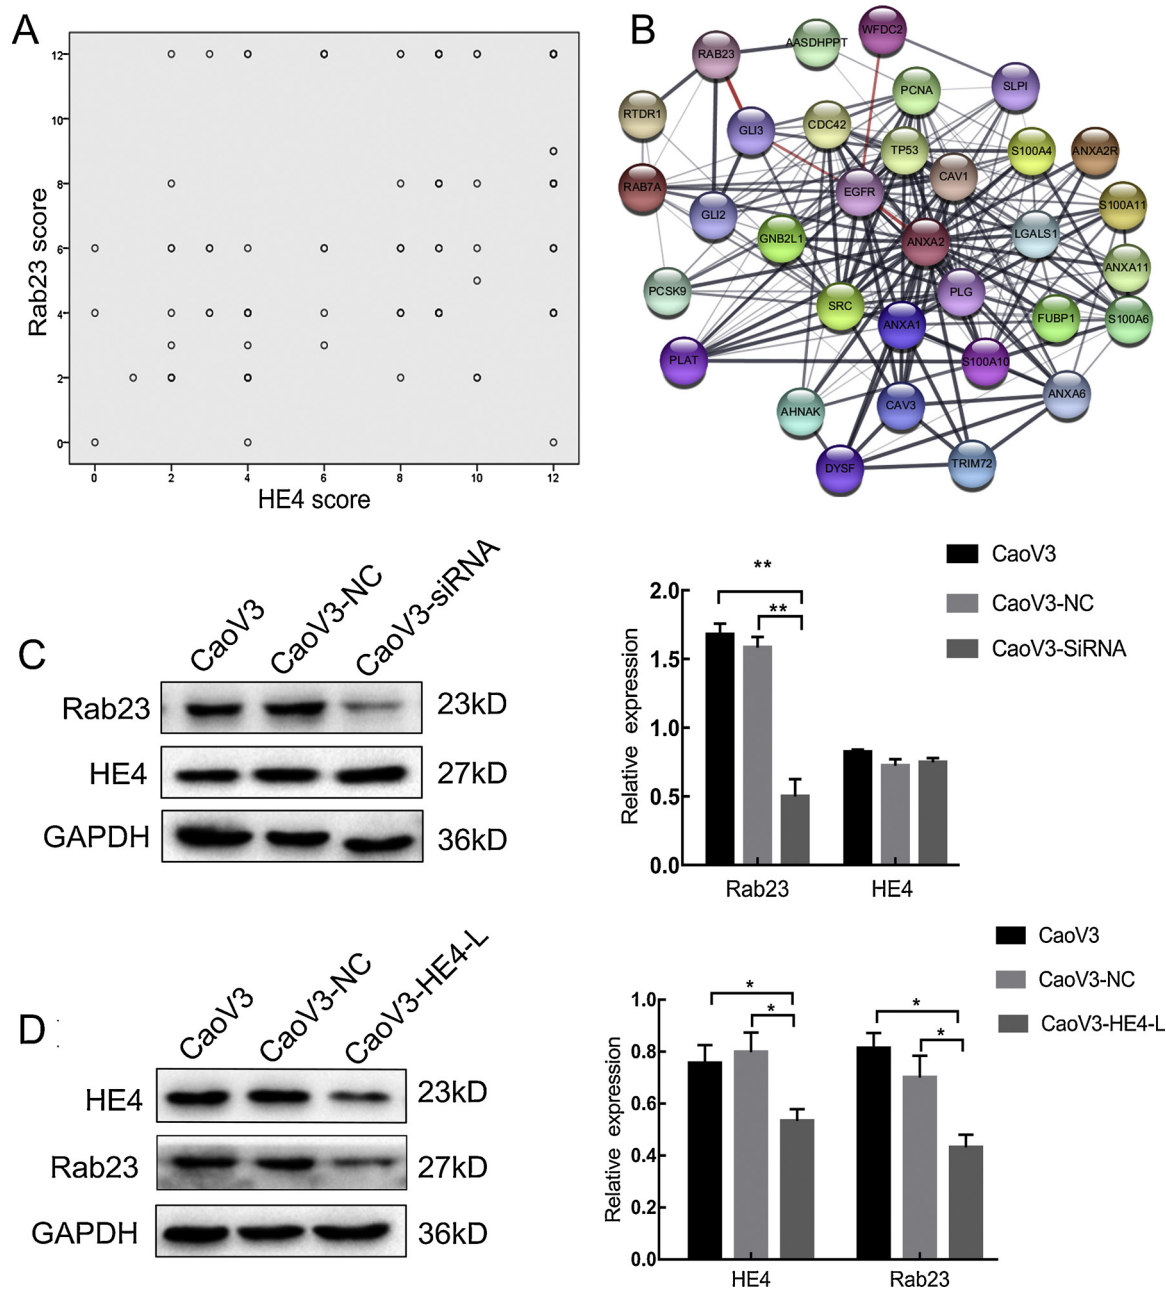 A
Rab23 score
12
10
8
6
4
2
0
0
2
4
6
8
10
12
HE4 score
B
WFDC2
AASDHPPT
RAB23
SLPI
PCNA
RTDR1
GLI3
CDC42
TP53
S100A4
ANXA2R
RAB7A
EGFR
CAV1
GLI2
S100A11
GNB2L1
ANXA2
LGALS1
ANXA11
PCSK9
SRC
PLG
ANXA1
FUBP1
S100A6
PLAT
S100A10
AHNAK
CAV3
ANXA6
DYSF
TRIM72
C
CaoV3
CaoV3-NC
CaoV3-siRNA
Rab23
23kD
HE4
27kD
GAPDH
36kD
CaoV3
CaoV3-NC
CaoV3-SiRNA
**
**
Relative expression
2.0
1.5
1.0
0.5
0.0
Rab23
HE4
D
CaoV3
CaoV3-NC
CaoV3-HE4-L
HE4
23kD
Rab23
27kD
GAPDH
36kD
CaoV3
CaoV3-NC
CaoV3-HE4-L
*
*
*
*
Relative expression
1.0
0.8
0.6
0.4
0.2
0.0
HE4
Rab23